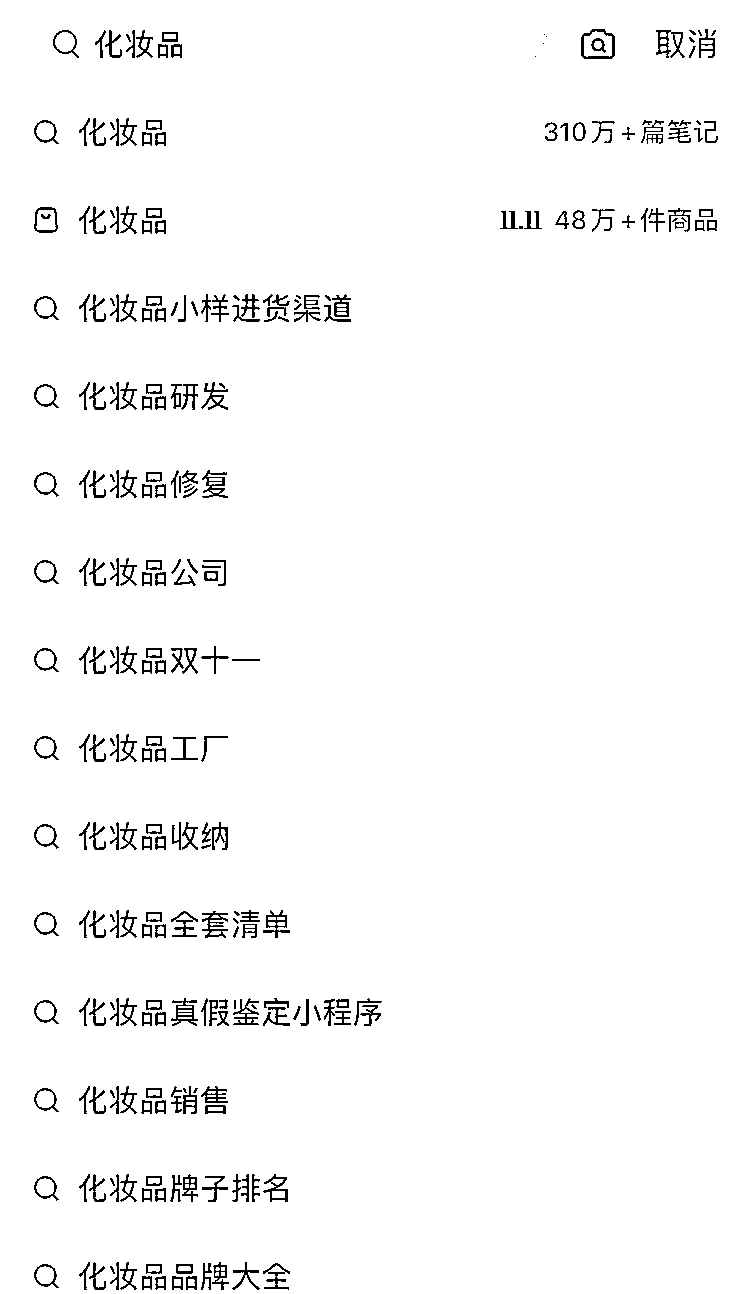 化妆品 取消
化妆品 310万+篇笔记
化妆品 11.11 48万+件商品
化妆品小样进货渠道
化妆品研发
化妆品修复
化妆品公司
化妆品双十一
化妆品工厂
化妆品收纳
化妆品全套清单
化妆品真假鉴定小程序
化妆品销售
化妆品牌子排名
化妆品品牌大全